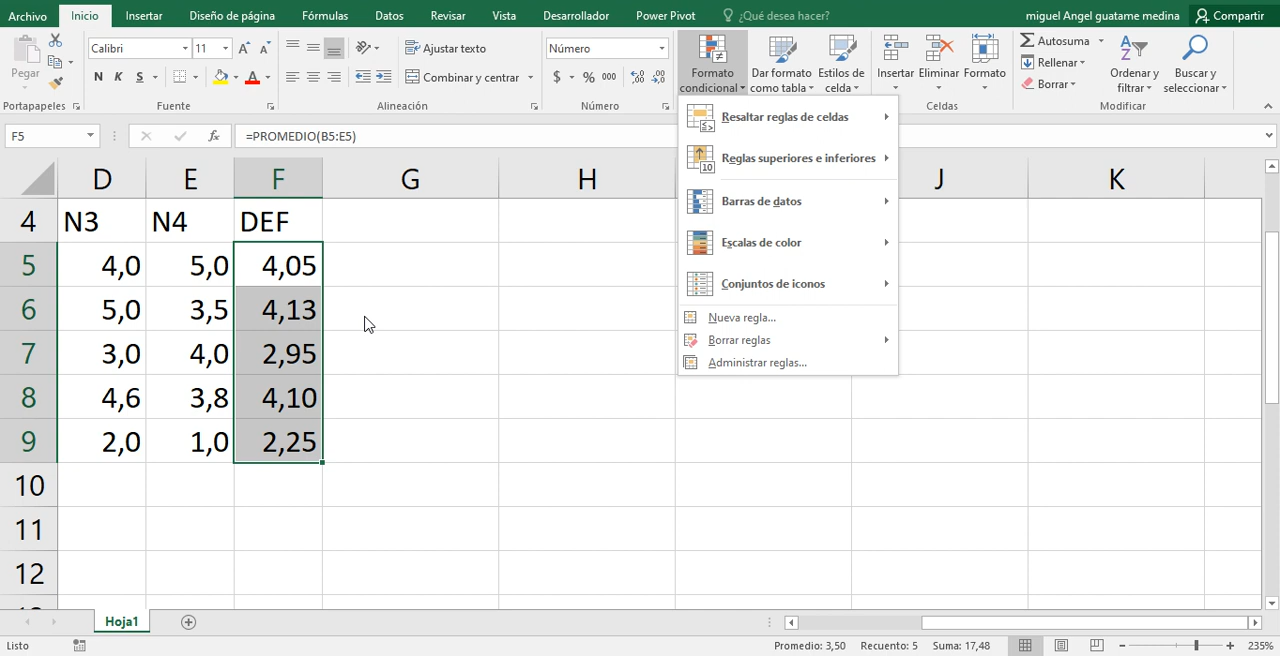 Archivo Inicio Insertar Diseño de página Fórmulas Datos Revisar Vista Desarrollador Power Pivot ¿Qué desea hacer? miguel Angel guatame medina Compartir
Pegar
Calibri 11
N K S
Ajustar texto
Combinar y centrar
Número
$ % 000
Formato condicional
Dar formato como tabla
Estilos de celda
Insertar Eliminar Formato
Autosuma
Rellenar
Borrar
Ordenary filtrar
Buscar y seleccionar
Portapapeles Fuente Alineación Número Celdas Modificar
F5 fx =PROMEDIO(B5:E5)
Resaltar reglas de celdas
Reglas superiores e inferiores
Barras de datos
Escalas de color
Conjuntos de iconos
Nueva regla...
Borrar reglas
Administrar reglas...
D E F G H J K
4 N3 N4 DEF
5 4,0 5,0 4,05
6 5,0 3,5 4,13
7 3,0 4,0 2,95
8 4,6 3,8 4,10
9 2,0 1,0 2,25
10
11
12
Hoja1
Listo Promedio: 3,50 Recuento: 5 Suma: 17,48 235%